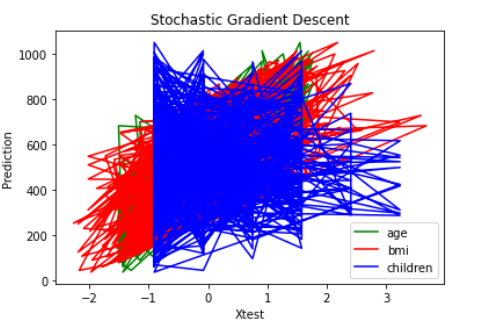 Stochastic Gradient Descent
1000
800
600
400
200
0
Prediction
−2 −1 0 1 2 3
Xtest
age
bmi
children